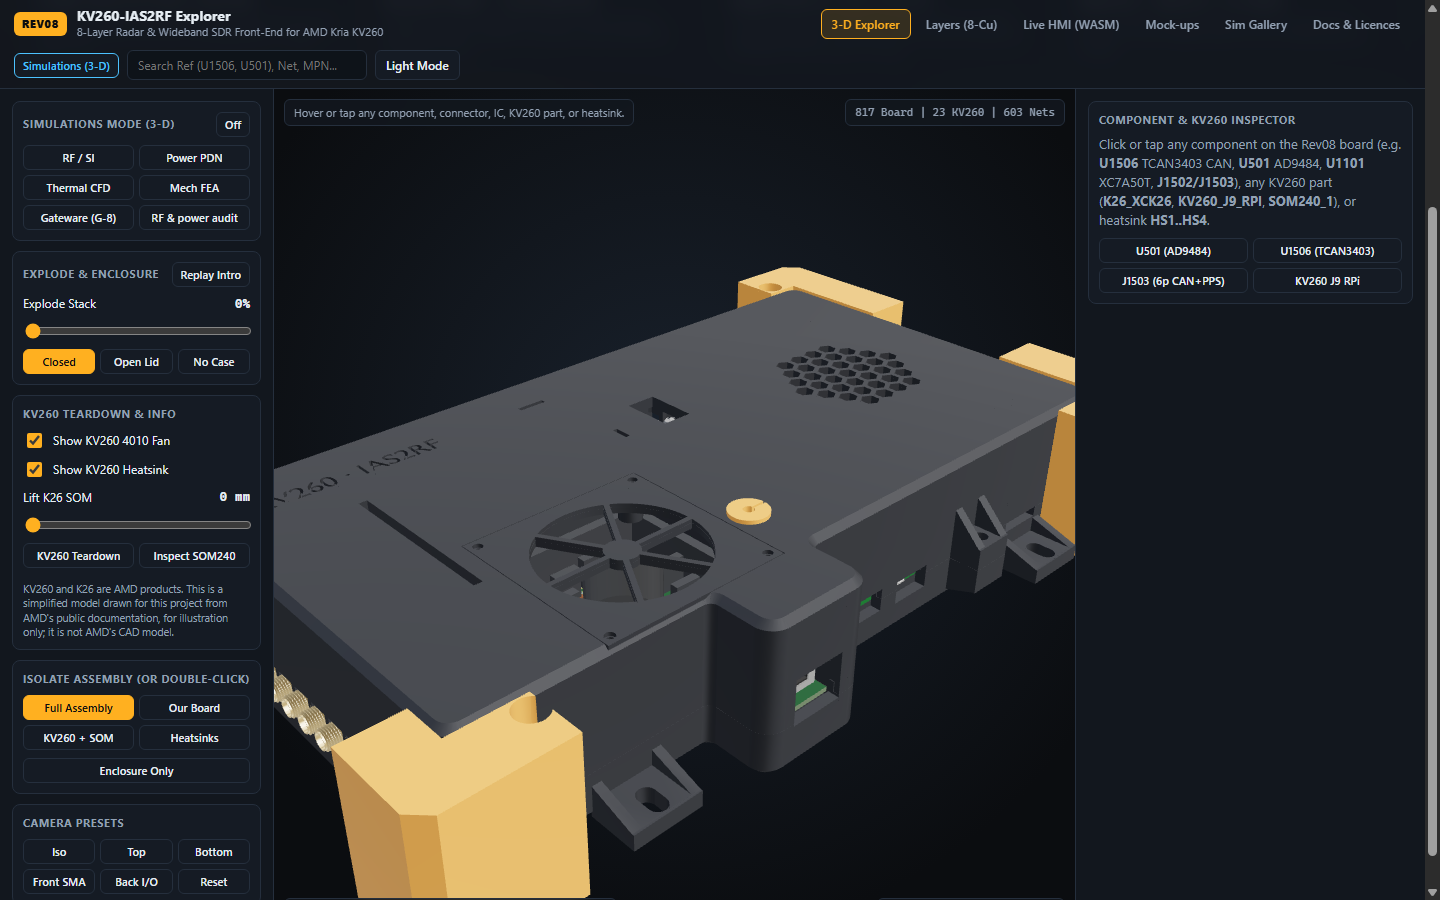 REV08
KV260-IAS2RF Explorer
8-Layer Radar & Wideband SDR Front-End for AMD Kria KV260
3-D Explorer
Layers (8-Cu)
Live HMI (WASM)
Mock-ups
Sim Gallery
Docs & Licences
Simulations (3-D)
Search Ref (U1506, U501), Net, MPN...
Light Mode
SIMULATIONS MODE (3-D)
Off
RF / SI
Power PDN
Thermal CFD
Mech FEA
Gateware (G-8)
RF & power audit
EXPLODE & ENCLOSURE
Replay Intro
Explode Stack
0%
Closed
Open Lid
No Case
KV260 TEARDOWN & INFO
Show KV260 4010 Fan
Show KV260 Heatsink
Lift K26 SOM
0 mm
KV260 Teardown
Inspect SOM240
KV260 and K26 are AMD products. This is a
simplified model drawn for this project from
AMD's public documentation, for illustration
only; it is not AMD's CAD model.
ISOLATE ASSEMBLY (OR DOUBLE-CLICK)
Full Assembly
Our Board
KV260 + SOM
Heatsinks
Enclosure Only
CAMERA PRESETS
Iso
Top
Bottom
Front SMA
Back I/O
Reset
Hover or tap any component, connector, IC, KV260 part, or heatsink.
817 Board | 23 KV260 | 603 Nets
KV260 · IAS2RF
COMPONENT & KV260 INSPECTOR
Click or tap any component on the Rev08 board (e.g.
U1506 TCAN3403 CAN, U501 AD9484, U1101
XC7A50T, J1502/J1503), any KV260 part
(K26_XCK26, KV260_J9_RPI, SOM240_1), or
heatsink HS1..HS4.
U501 (AD9484)
U1506 (TCAN3403)
J1503 (6p CAN+PPS)
KV260 J9 RPi